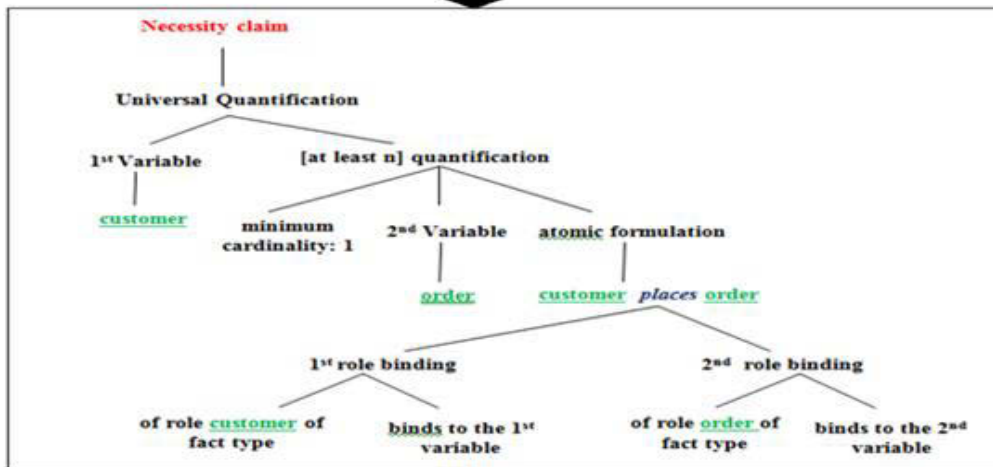 Necessity claim
Universal Quantification
1st Variable
[at least n] quantification
customer
minimum
cardinality: 1
2nd Variable
atomic formulation
order
customer places order
1st role binding
2nd role binding
of role customer of
fact type
binds to the 1st
variable
of role order of
fact type
binds to the 2nd
variable